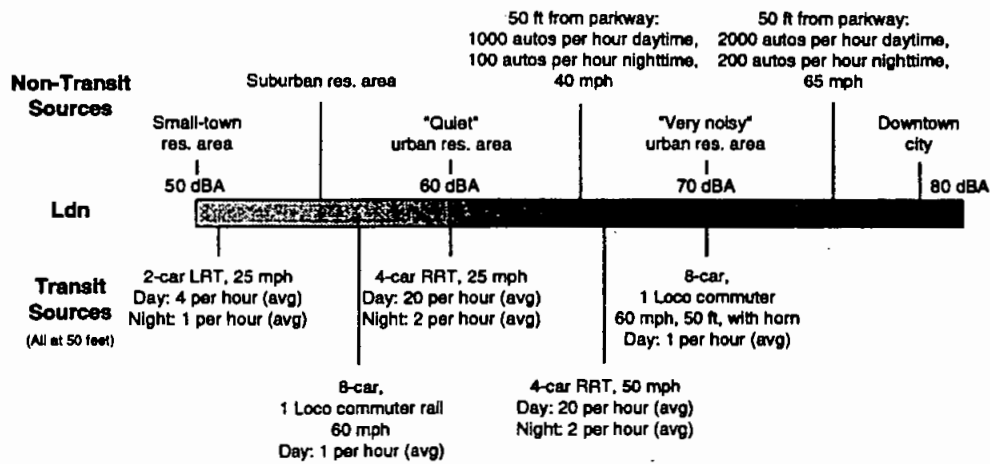 50 ft from parkway:
1000 autos per hour daytime,
100 autos per hour nighttime,
40 mph
50 ft from parkway:
2000 autos per hour daytime,
200 autos per hour nighttime,
65 mph
Non-Transit
Sources
Suburban res. area
Small-town
res. area
"Quiet"
urban res. area
"Very noisy"
urban res. area
Downtown
city
50 dBA
60 dBA
70 dBA
80 dBA
Ldn
Transit
Sources
(All at 50 feet)
2-car LRT, 25 mph
Day: 4 per hour (avg)
Night: 1 per hour (avg)
4-car RRT, 25 mph
Day: 20 per hour (avg)
Night: 2 per hour (avg)
8-car,
1 Loco commuter
60 mph, 50 ft, with horn
Day: 1 per hour (avg)
8-car,
1 Loco commuter rail
60 mph
Day: 1 per hour (avg)
4-car RRT, 50 mph
Day: 20 per hour (avg)
Night: 2 per hour (avg)